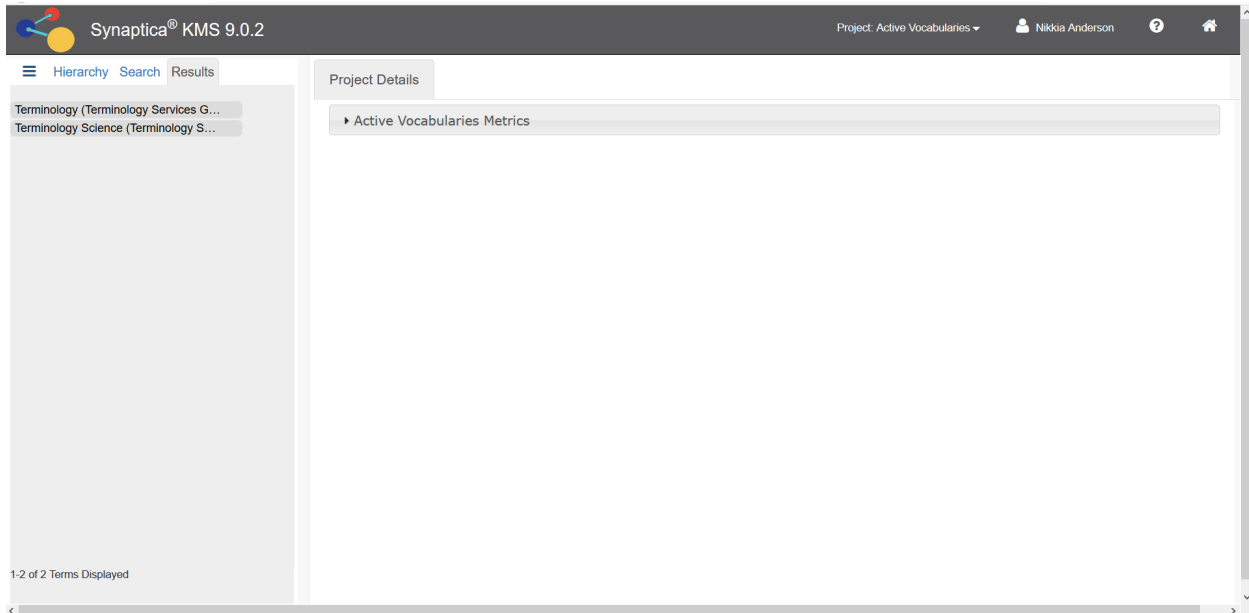 Synaptica® KMS 9.0.2
Project: Active Vocabularies
Nikkia Anderson
Hierarchy Search Results
Project Details
Terminology (Terminology Services G...
Terminology Science (Terminology S...
Active Vocabularies Metrics
1-2 of 2 Terms Displayed